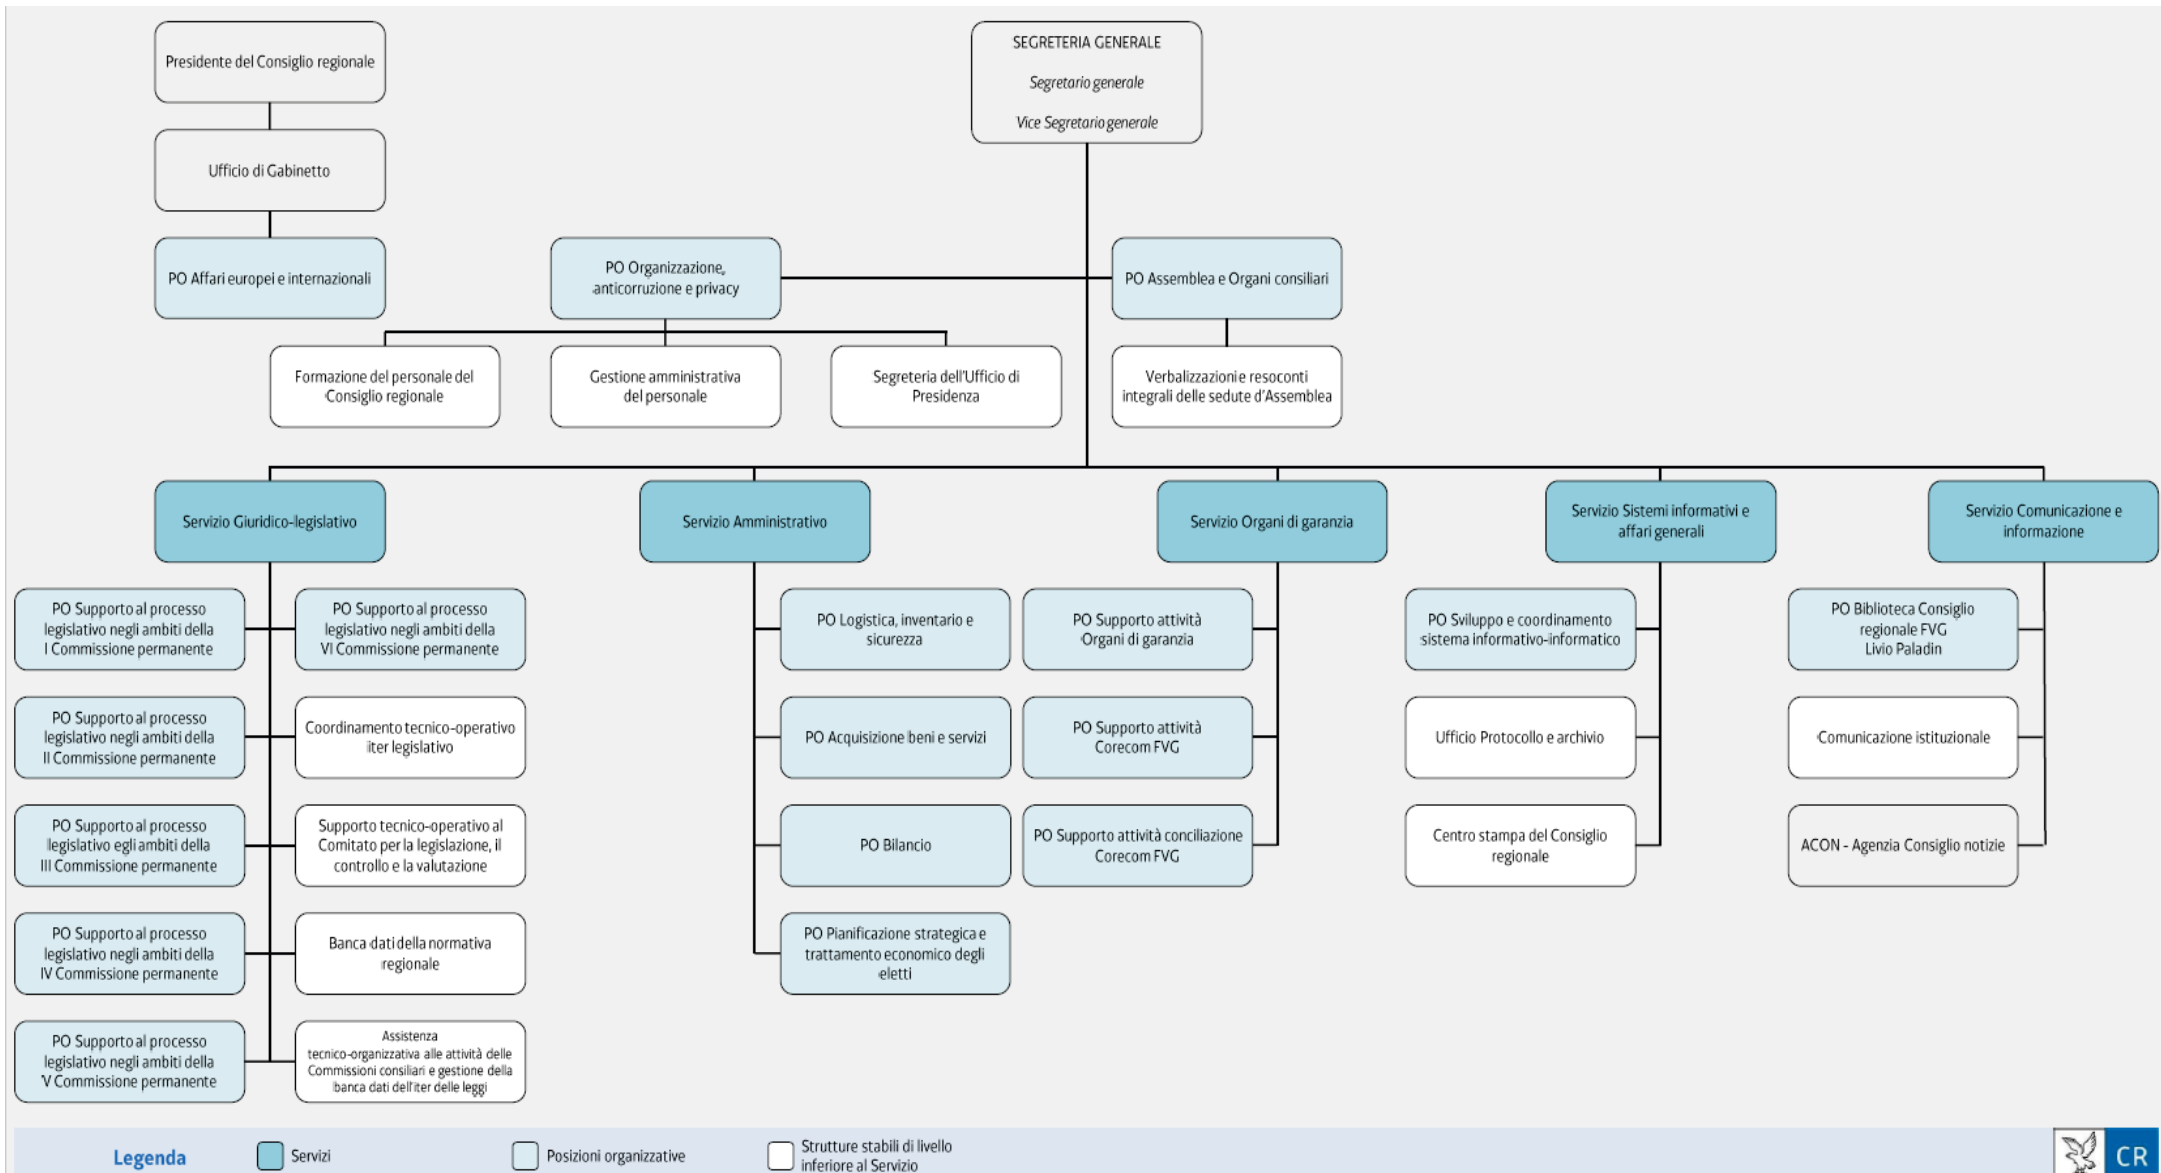 Presidente del Consiglio regionale
SEGRETERIA GENERALE
Segretario generale
Vice Segretario generale
Ufficio di Gabinetto
PO Affari europei e internazionali
PO Organizzazione,
anticorruzione e privacy
PO Assemblea e Organi consiliari
Formazione del personale del
Consiglio regionale
Gestione amministrativa
del personale
Segreteria dell'Ufficio di
Presidenza
Verbalizzazioni e resoconti
integrali delle sedute d'Assemblea
Servizio Giuridico-legislativo
Servizio Amministrativo
Servizio Organi di garanzia
Servizio Sistemi informativi e
affari generali
Servizio Comunicazione e
informazione
PO Supporto al processo
legislativo negli ambiti della
I Commissione permanente
PO Supporto al processo
legislativo negli ambiti della
VI Commissione permanente
PO Logistica, inventario e
sicurezza
PO Supporto attività
Organi di garanzia
PO Sviluppo e coordinamento
sistema informativo-informatico
PO Biblioteca Consiglio
regionale FVG
Livio Paladin
PO Supporto al processo
legislativo negli ambiti della
II Commissione permanente
Coordinamento tecnico-operativo
iter legislativo
PO Acquisizione beni e servizi
PO Supporto attività
Corecom FVG
Ufficio Protocollo e archivio
Comunicazione istituzionale
PO Supporto al processo
legislativo egli ambiti della
III Commissione permanente
Supporto tecnico-operativo al
Comitato per la legislazione, il
controllo e la valutazione
PO Bilancio
PO Supporto attività conciliazione
Corecom FVG
Centro stampa del Consiglio
regionale
ACON - Agenzia Consiglio notizie
PO Supporto al processo
legislativo negli ambiti della
IV Commissione permanente
Banca dati della normativa
regionale
PO Pianificazione strategica e
trattamento economico degli
eletti
PO Supporto al processo
legislativo negli ambiti della
V Commissione permanente
Assistenza
tecnico-organizzativa alle attività delle
Commissioni consiliari e gestione della
banca dati dell'iter delle leggi
Legenda
Servizi
Posizioni organizzative
Strutture stabili di livello
inferiore al Servizio
CR